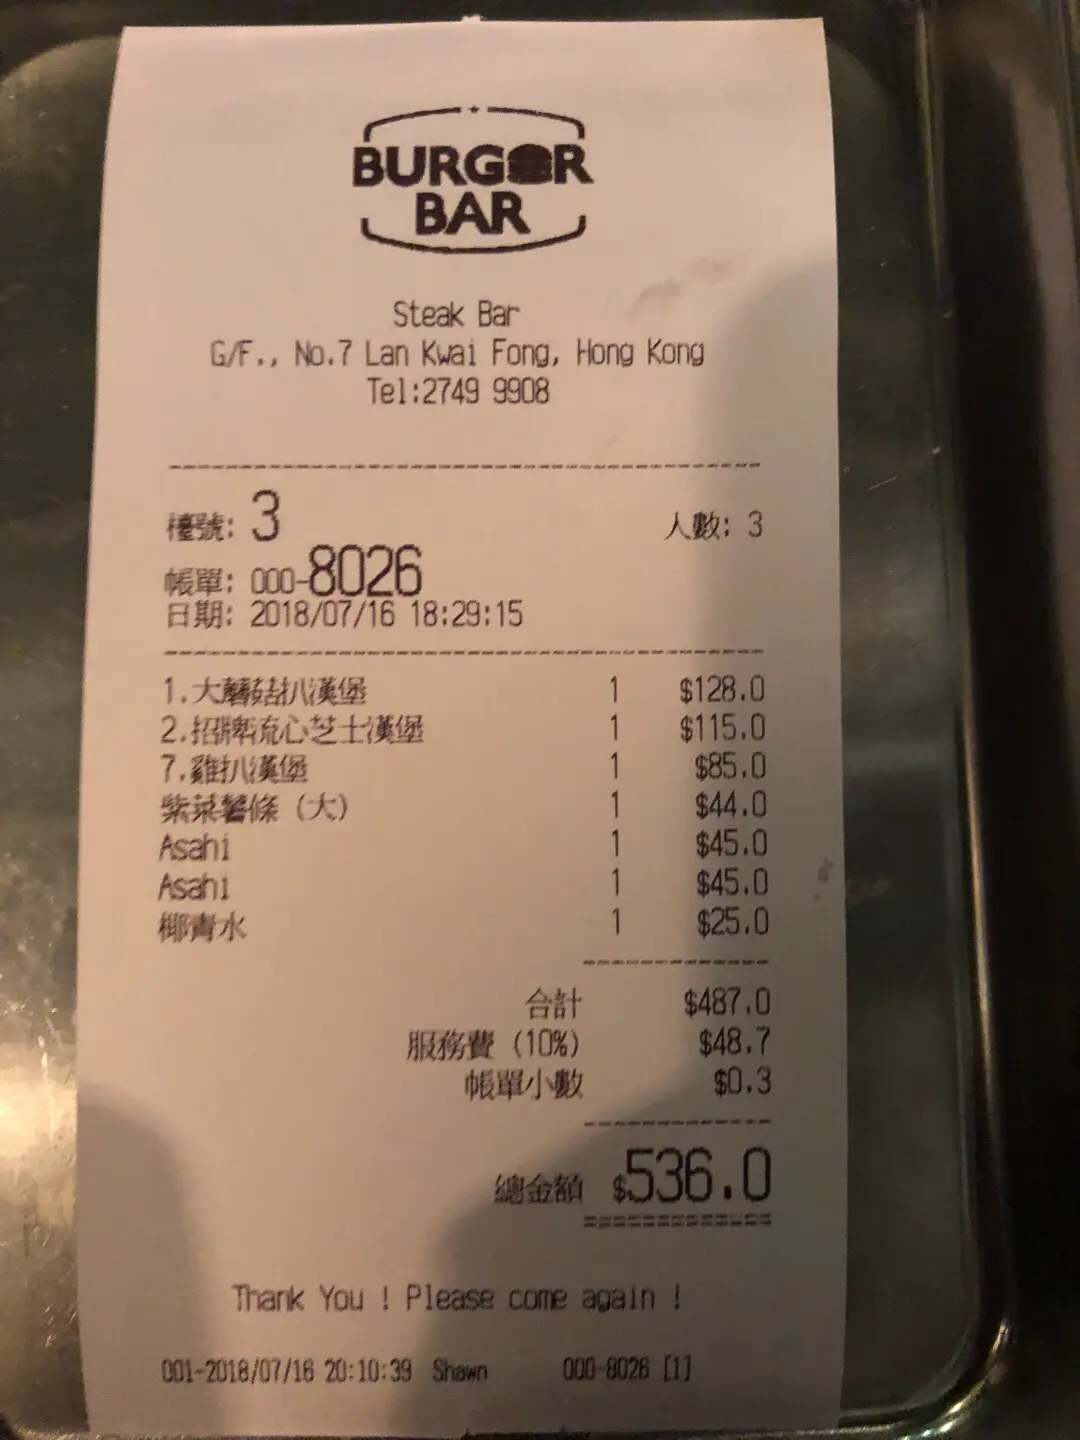 BURGER
BAR
Steak Bar
G/F., No.7 Lan Kwai Fong, Hong Kong
Tel:2749 9908
檯號: 3 人數: 3
帳單: 000-8026
日期: 2018/07/16 18:29:15
1.大蘑菇扒漢堡 1 $128.0
2.招牌流心芝士漢堡 1 $115.0
7.雞扒漢堡 1 $85.0
紫菜薯條 (大) 1 $44.0
Asahi 1 $45.0
Asahi 1 $45.0
椰青水 1 $25.0
合計 $487.0
服務費 (10%) $48.7
帳單小數 $0.3
總金額 $536.0
Thank You ! Please come again !
001-2018/07/16 20:10:39 Shawn 000-8026 [1]